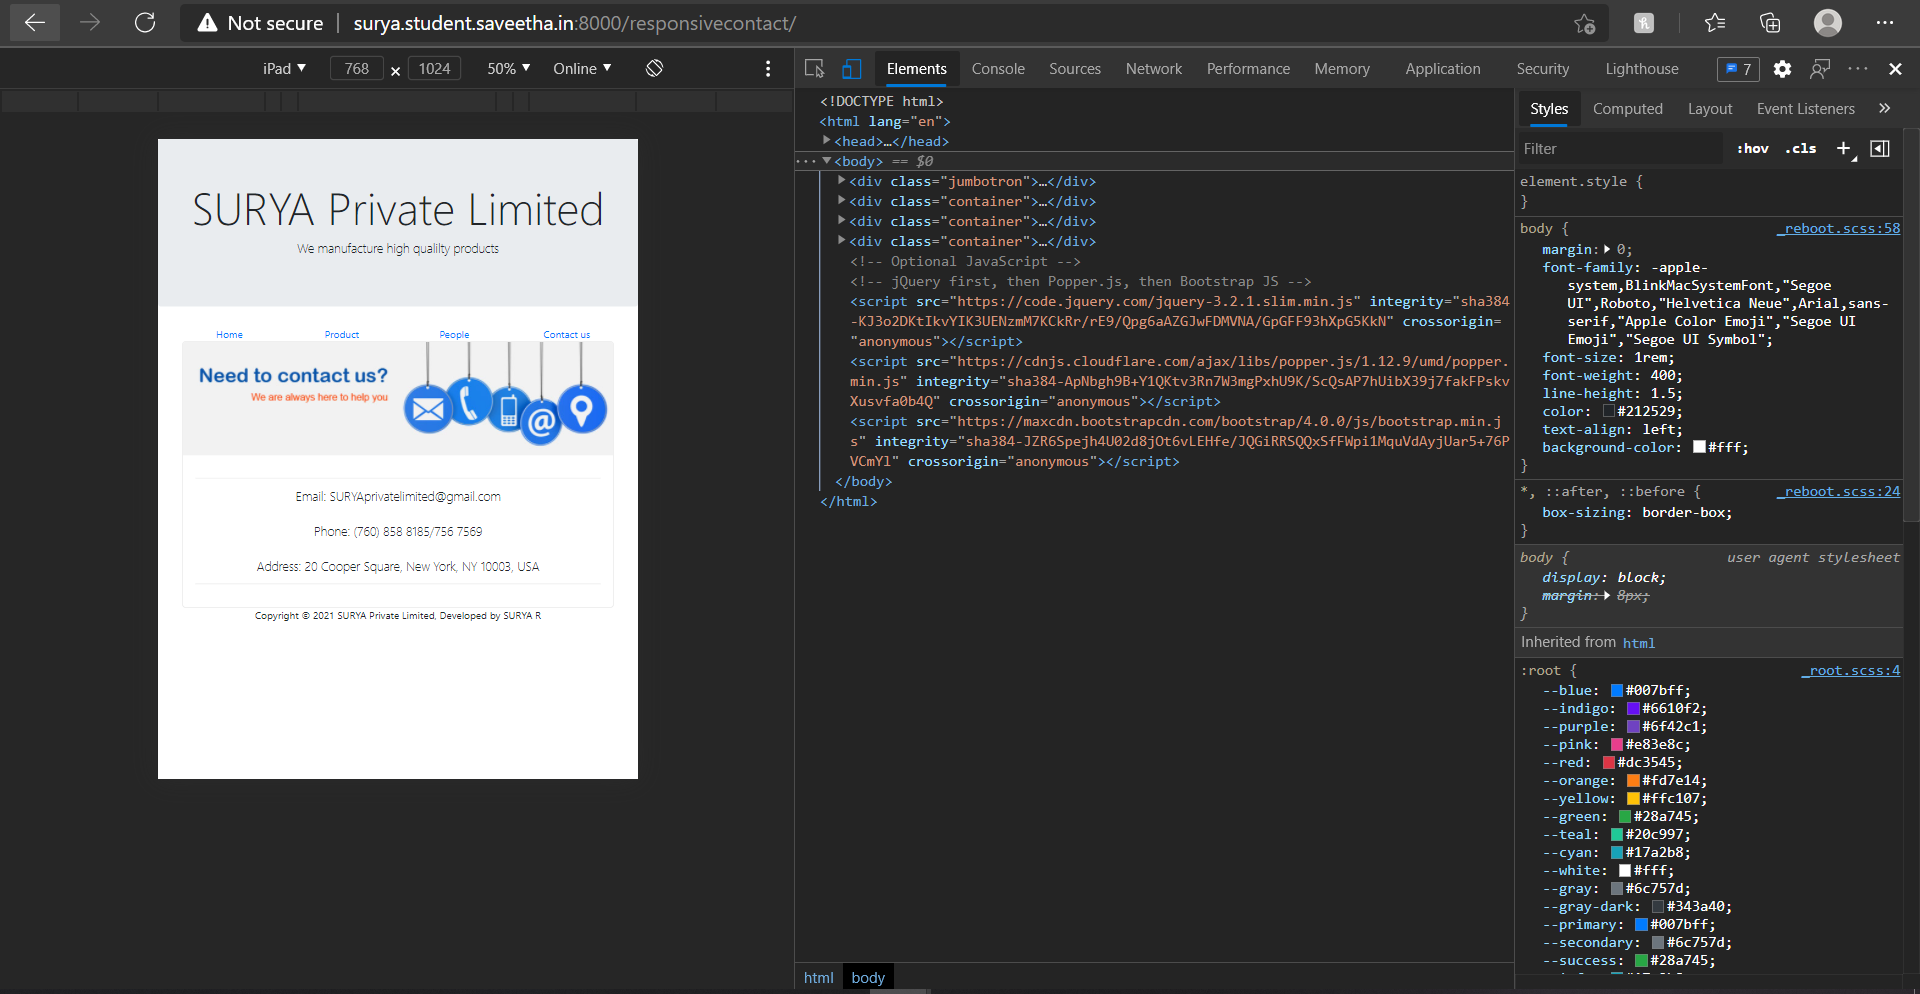 Not secure | surya.student.saveetha.in:8000/responsivecontact/
iPad ▼ 768 x 1024 50% ▼ Online ▼
Elements Console Sources Network Performance Memory Application Security Lighthouse 7
SURYA Private Limited
We manufacture high qualilty products
Home Product People Contact us
Need to contact us?
We are always here to help you
@
Email: SURYAprivatelimited@gmail.com
Phone: (760) 858 8185/756 7569
Address: 20 Cooper Square, New York, NY 10003, USA
Copyright © 2021 SURYA Private Limited, Developed by SURYA R
<!DOCTYPE html>
<html lang="en">
<head>…</head>
<body> == $0
<div class="jumbotron">…</div>
<div class="container">…</div>
<div class="container">…</div>
<div class="container">…</div>
<!-- Optional JavaScript -->
<!-- jQuery first, then Popper.js, then Bootstrap JS -->
<script src="https://code.jquery.com/jquery-3.2.1.slim.min.js" integrity="sha384
-KJ3o2DKtIkvYIK3UENzmM7KCkRr/rE9/Qpg6aAZGJwFDMVNA/GpGFF93hXpG5KkN" crossorigin=
"anonymous"></script>
<script src="https://cdnjs.cloudflare.com/ajax/libs/popper.js/1.12.9/umd/popper.
min.js" integrity="sha384-ApNbgh9B+Y1QKtv3Rn7W3mgPxhU9K/ScQsAP7hUibX39j7fakFPskv
Xusvfa0b4Q" crossorigin="anonymous"></script>
<script src="https://maxcdn.bootstrapcdn.com/bootstrap/4.0.0/js/bootstrap.min.j
s" integrity="sha384-JZR6Spejh4U02d8jOt6vLEHfe/JQGiRRSQQxSfFWpi1MquVdAyjUar5+76P
VCmYl" crossorigin="anonymous"></script>
</body>
</html>
html body
Styles Computed Layout Event Listeners »
Filter :hov .cls +
element.style {
}
body { _reboot.scss:58
margin: 0;
font-family: -apple-
system,BlinkMacSystemFont,"Segoe
UI",Roboto,"Helvetica Neue",Arial,sans-
serif,"Apple Color Emoji","Segoe UI
Emoji","Segoe UI Symbol";
font-size: 1rem;
font-weight: 400;
line-height: 1.5;
color: #212529;
text-align: left;
background-color: #fff;
}
*, ::after, ::before { _reboot.scss:24
box-sizing: border-box;
}
body { user agent stylesheet
display: block;
margin: 8px;
}
Inherited from html
:root { _root.scss:4
--blue: #007bff;
--indigo: #6610f2;
--purple: #6f42c1;
--pink: #e83e8c;
--red: #dc3545;
--orange: #fd7e14;
--yellow: #ffc107;
--green: #28a745;
--teal: #20c997;
--cyan: #17a2b8;
--white: #fff;
--gray: #6c757d;
--gray-dark: #343a40;
--primary: #007bff;
--secondary: #6c757d;
--success: #28a745;